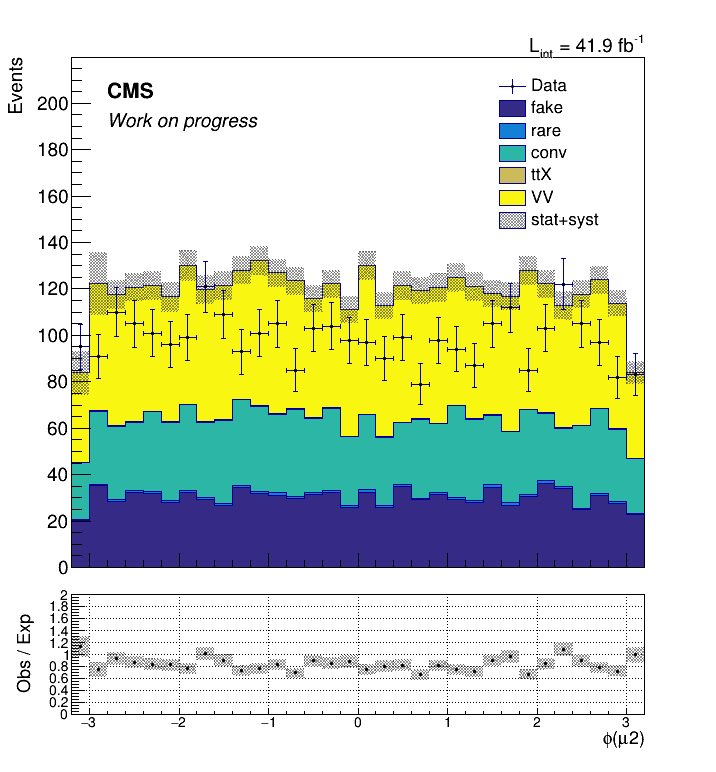 L_int = 41.9 fb^-1
Events
CMS
Work on progress
Data
fake
rare
conv
ttX
VV
stat+syst
200
180
160
140
120
100
80
60
40
20
0
Obs / Exp
2
1.8
1.6
1.4
1.2
1
0.8
0.6
0.4
0.2
0
−3 −2 −1 0 1 2 3
ϕ(μ2)